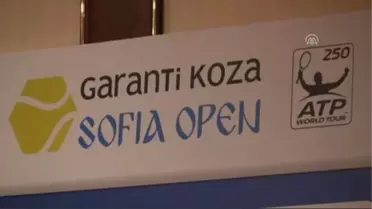 GARANTİ KOZA
SOFIA OPEN
250
ATP
WORLD TOUR